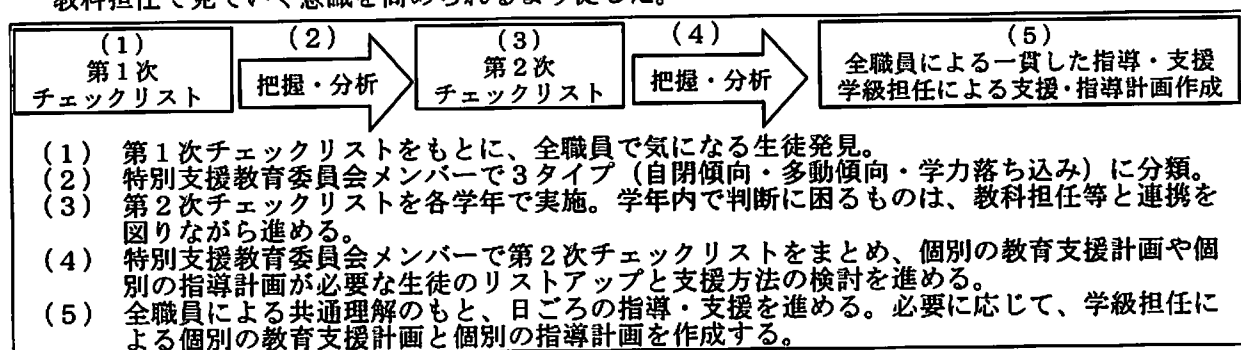 教科担任で見ていく意識を高められるよう促した。
(1)
第1次
チェックリスト
(2)
把握・分析
(3)
第2次
チェックリスト
(4)
把握・分析
(5)
全職員による一貫した指導・支援
学級担任による支援・指導計画作成
(1) 第1次チェックリストをもとに、全職員で気になる生徒発見。
(2) 特別支援教育委員会メンバーで3タイプ(自閉傾向・多動傾向・学力落ち込み)に分類。
(3) 第2次チェックリストを各学年で実施。学年内で判断に困るものは、教科担任等と連携を
図りながら進める。
(4) 特別支援教育委員会メンバーで第2次チェックリストをまとめ、個別の教育支援計画や個
別の指導計画が必要な生徒のリストアップと支援方法の検討を進める。
(5) 全職員による共通理解のもと、日ごろの指導・支援を進める。必要に応じて、学級担任に
よる個別の教育支援計画と個別の指導計画を作成する。